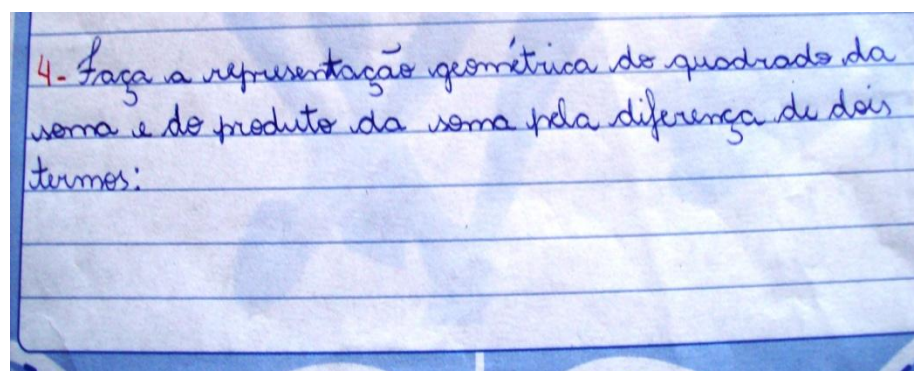 4- Faça a representação geométrica do quadrado da
soma e do produto da soma pela diferença de dois
termos: